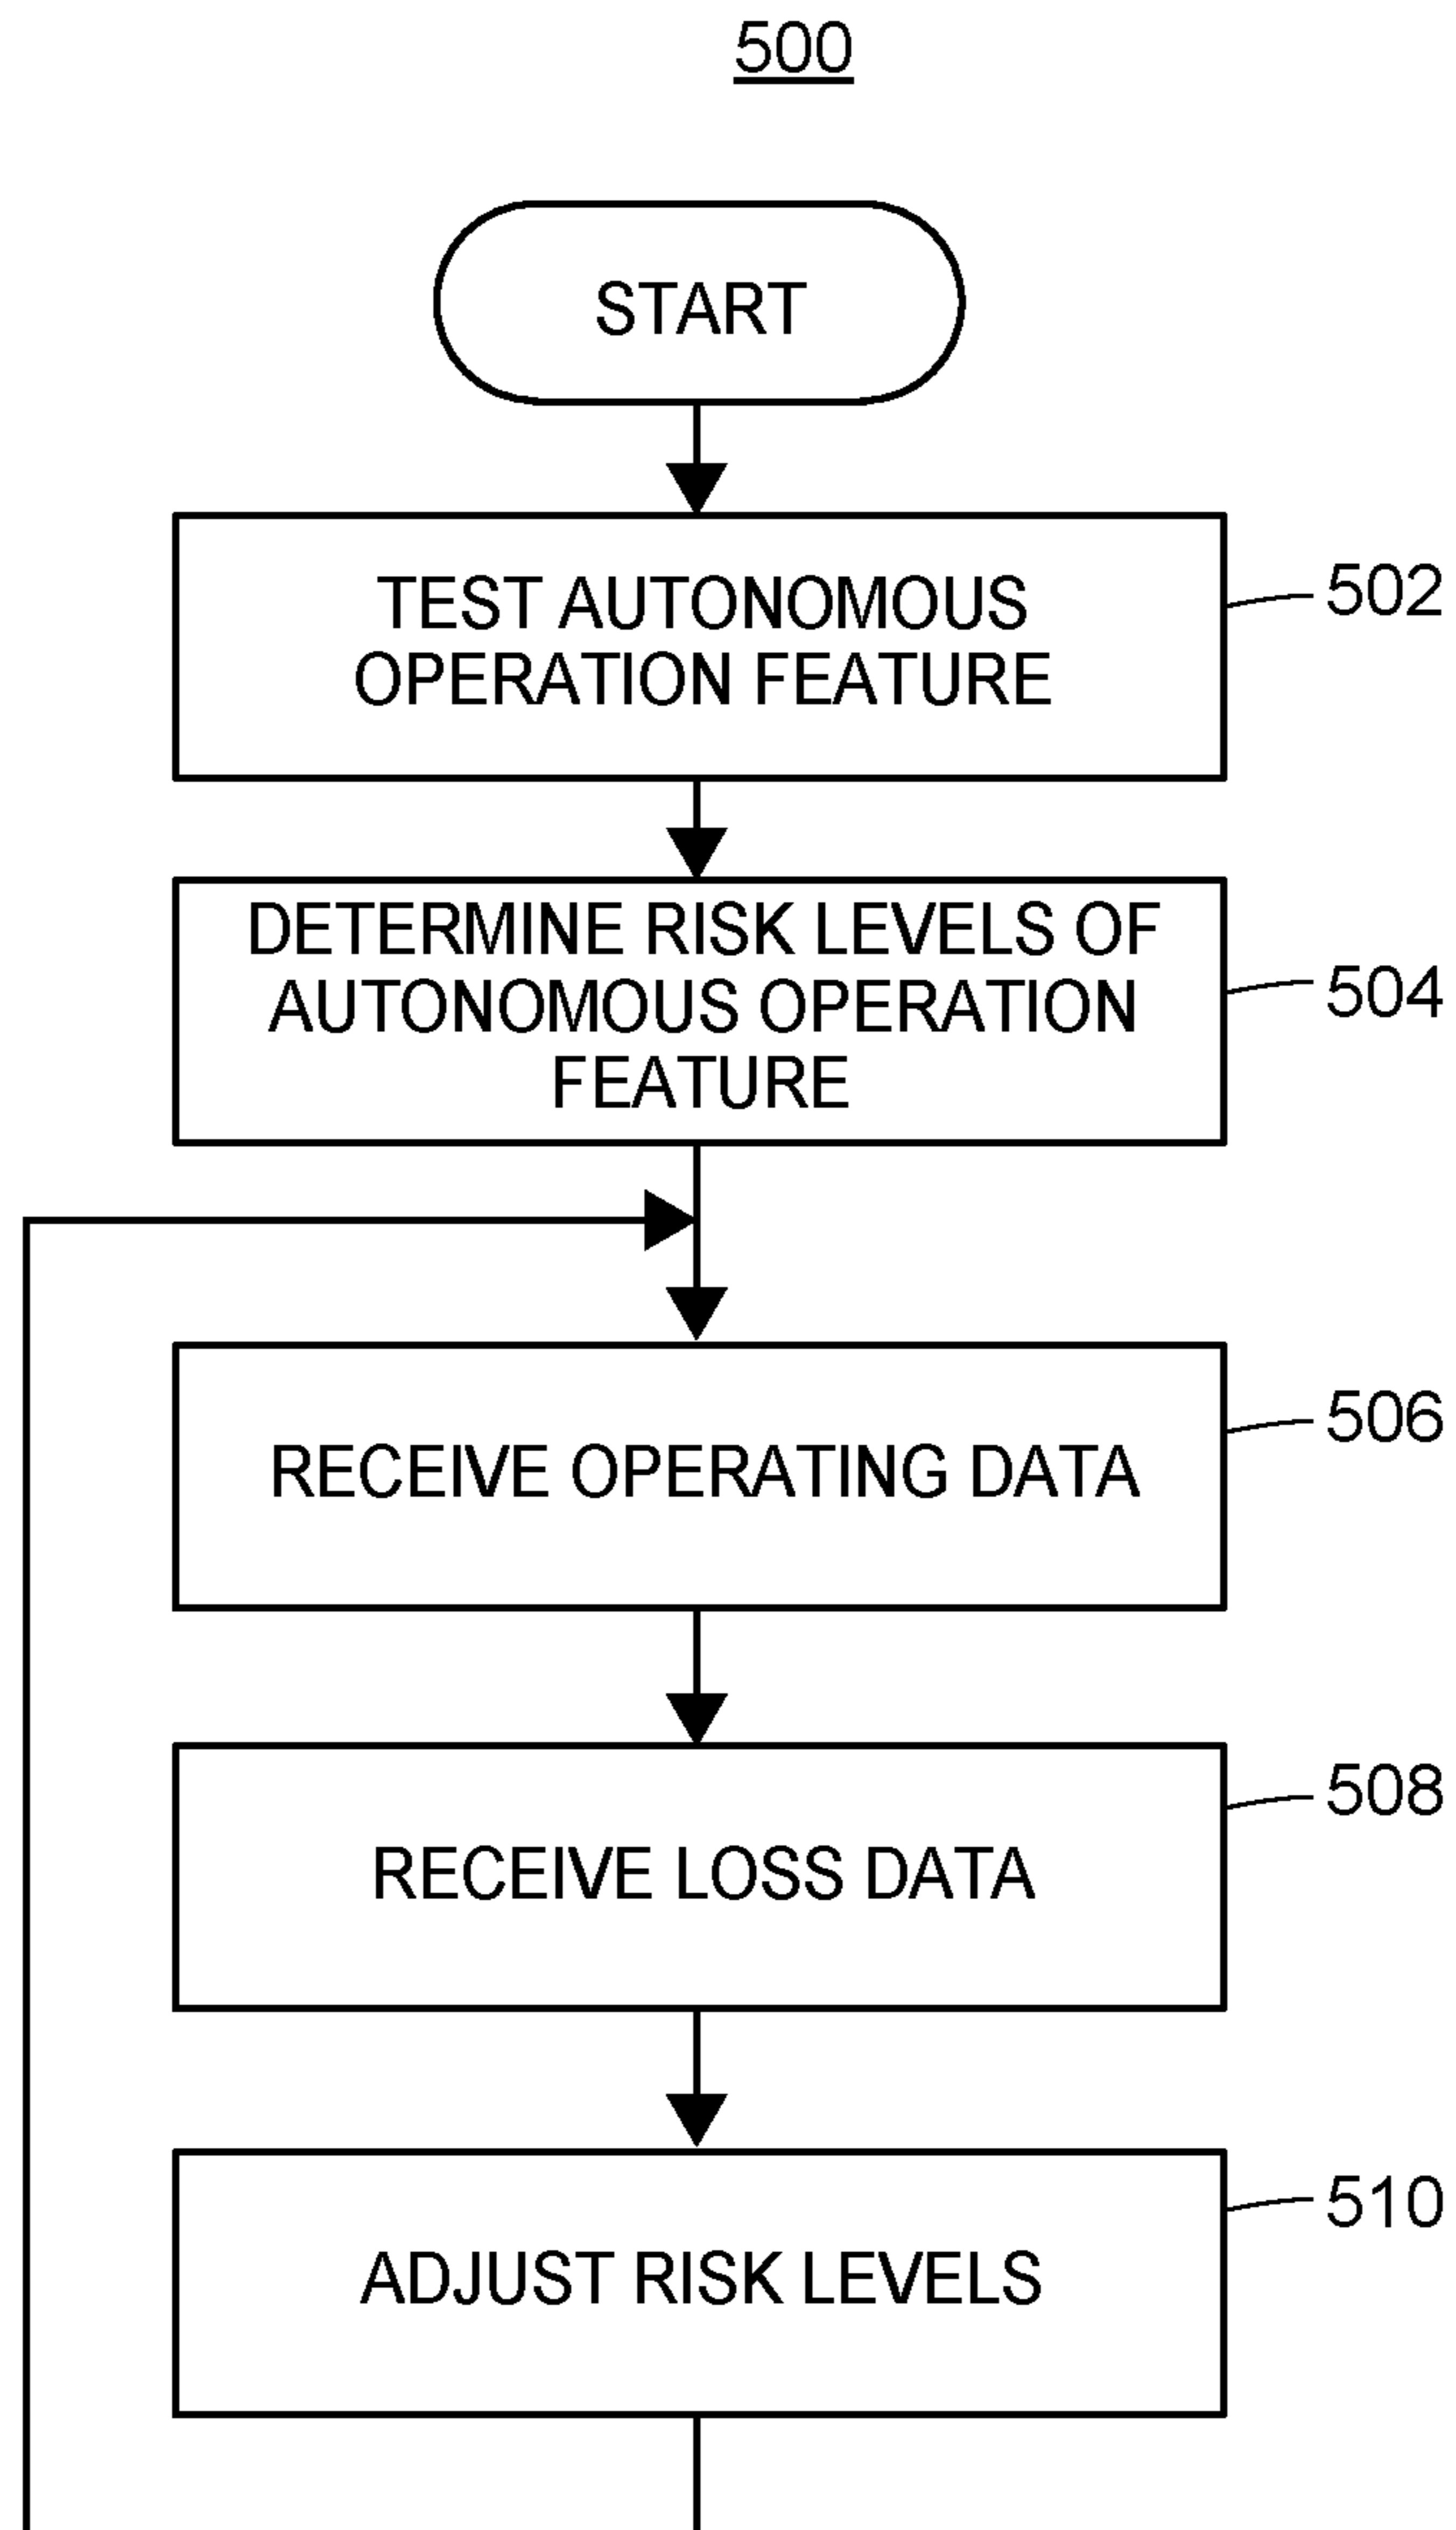 500
START
TEST AUTONOMOUS
OPERATION FEATURE
502
DETERMINE RISK LEVELS OF
AUTONOMOUS OPERATION
FEATURE
504
RECEIVE OPERATING DATA
506
RECEIVE LOSS DATA
508
ADJUST RISK LEVELS
510